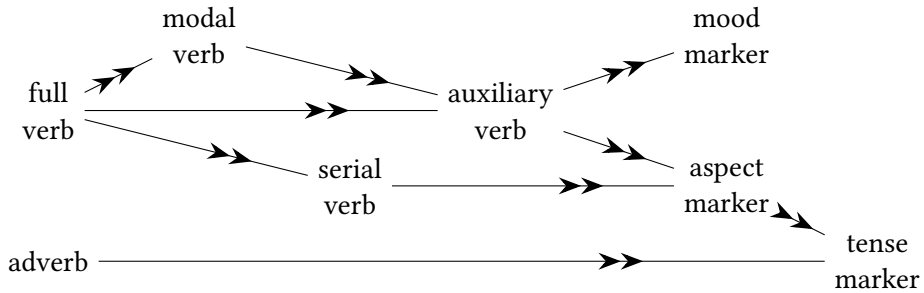 modal
verb
mood
marker
full
verb
auxiliary
verb
serial
verb
aspect
marker
adverb
tense
marker